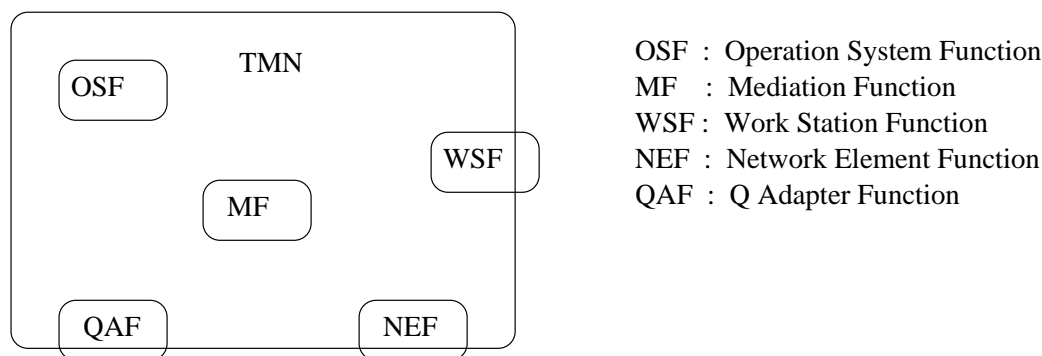 TMN
OSF
WSF
MF
QAF
NEF
OSF : Operation System Function
MF : Mediation Function
WSF : Work Station Function
NEF : Network Element Function
QAF : Q Adapter Function